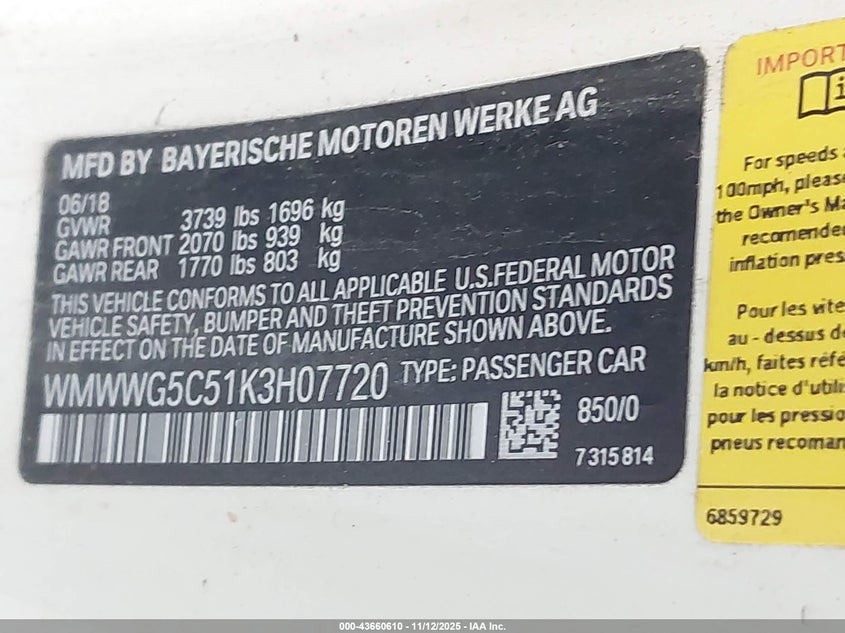 MFD BY BAYERISCHE MOTOREN WERKE AG
06/18
GVWR 3739 lbs 1696 kg
GAWR FRONT 2070 lbs 939 kg
GAWR REAR 1770 lbs 803 kg
THIS VEHICLE CONFORMS TO ALL APPLICABLE U.S.FEDERAL MOTOR
VEHICLE SAFETY, BUMPER AND THEFT PREVENTION STANDARDS
IN EFFECT ON THE DATE OF MANUFACTURE SHOWN ABOVE.
WMWWG5C51K3H07720 TYPE: PASSENGER CAR
850/0
7315814
IMPORT
i
For speeds
100mph, please
the Owner's Ma
recomended
inflation pres
Pour les vite
au - dessus de
km/h, faites réfé
la notice d'utilis
pour les pressio
pneus recoman
6859729
000-43660610 - 11/12/2025 - IAA Inc.